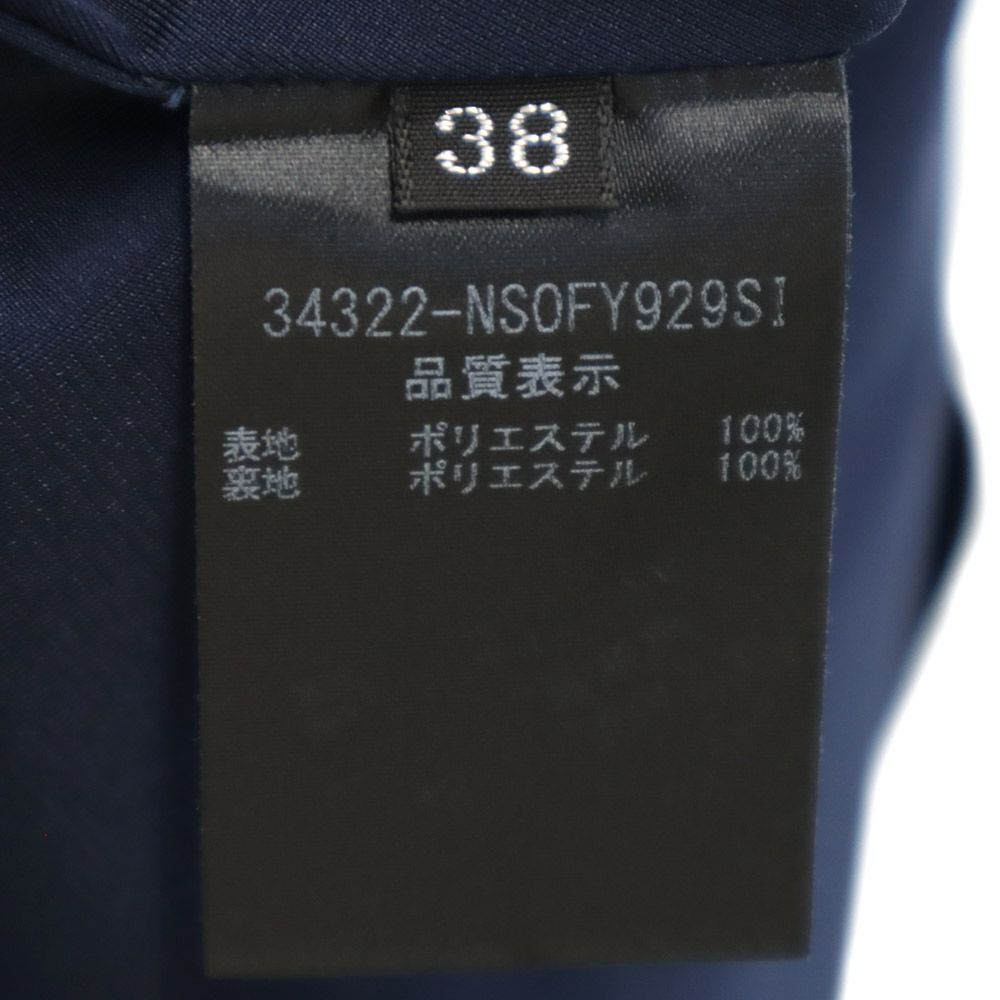 38
34322-NSOFY929SI
品質表示
表地 ポリエステル 100%
裏地 ポリエステル 100%